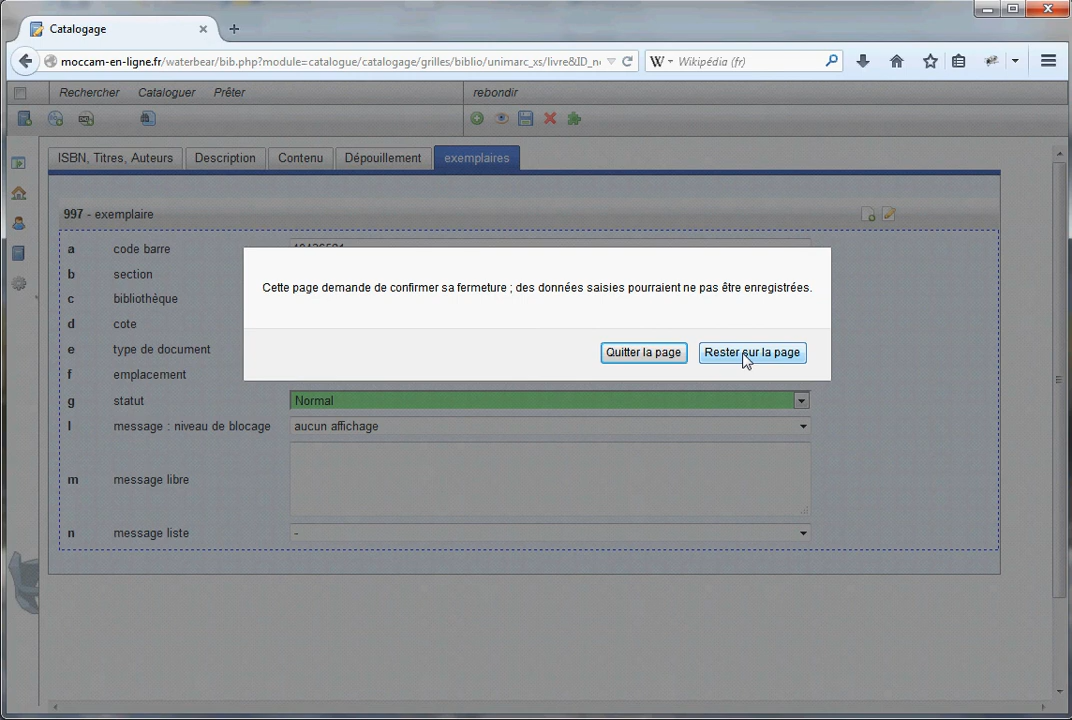 Catalogage
moccam-en-ligne.fr/waterbear/bib.php?module=catalogue/catalogage/grilles/biblio/unimarc_xs/livre&ID_n
W Wikipédia (fr)
Rechercher Cataloguer Prêter
rebondir
ISBN, Titres, Auteurs Description Contenu Dépouillement exemplaires
997 - exemplaire
a code barre
b section
c bibliothèque
d cote
e type de document
f emplacement
Cette page demande de confirmer sa fermeture ; des données saisies pourraient ne pas être enregistrées.
Quitter la page Rester sur la page
g statut Normal
l message : niveau de blocage aucun affichage
m message libre
n message liste -